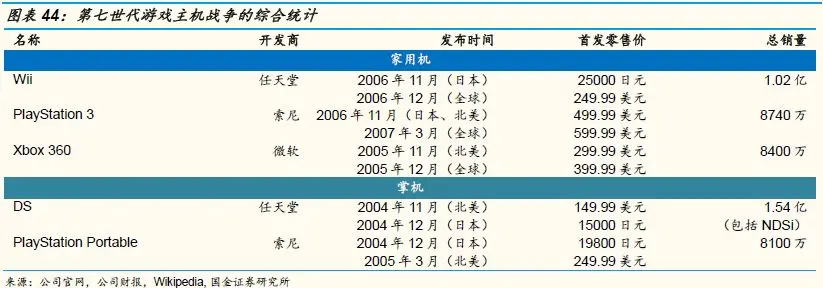 图表 44：第七世代游戏主机战争的综合统计
名称 开发商 发布时间 首发零售价 总销量
家用机
Wii 任天堂 2006 年 11 月（日本） 25000 日元 1.02 亿
2006 年 12 月（全球） 249.99 美元
PlayStation 3 索尼 2006 年 11 月（日本、北美） 499.99 美元 8740 万
2007 年 3 月（全球） 599.99 美元
Xbox 360 微软 2005 年 11 月（北美） 299.99 美元 8400 万
2005 年 12 月（全球） 399.99 美元
掌机
DS 任天堂 2004 年 11 月（北美） 149.99 美元 1.54 亿
2004 年 12 月（日本） 15000 日元 （包括 NDSi）
PlayStation Portable 索尼 2004 年 12 月（日本） 19800 日元 8100 万
2005 年 3 月（北美） 249.99 美元
来源：公司官网，公司财报，Wikipedia, 国金证券研究所